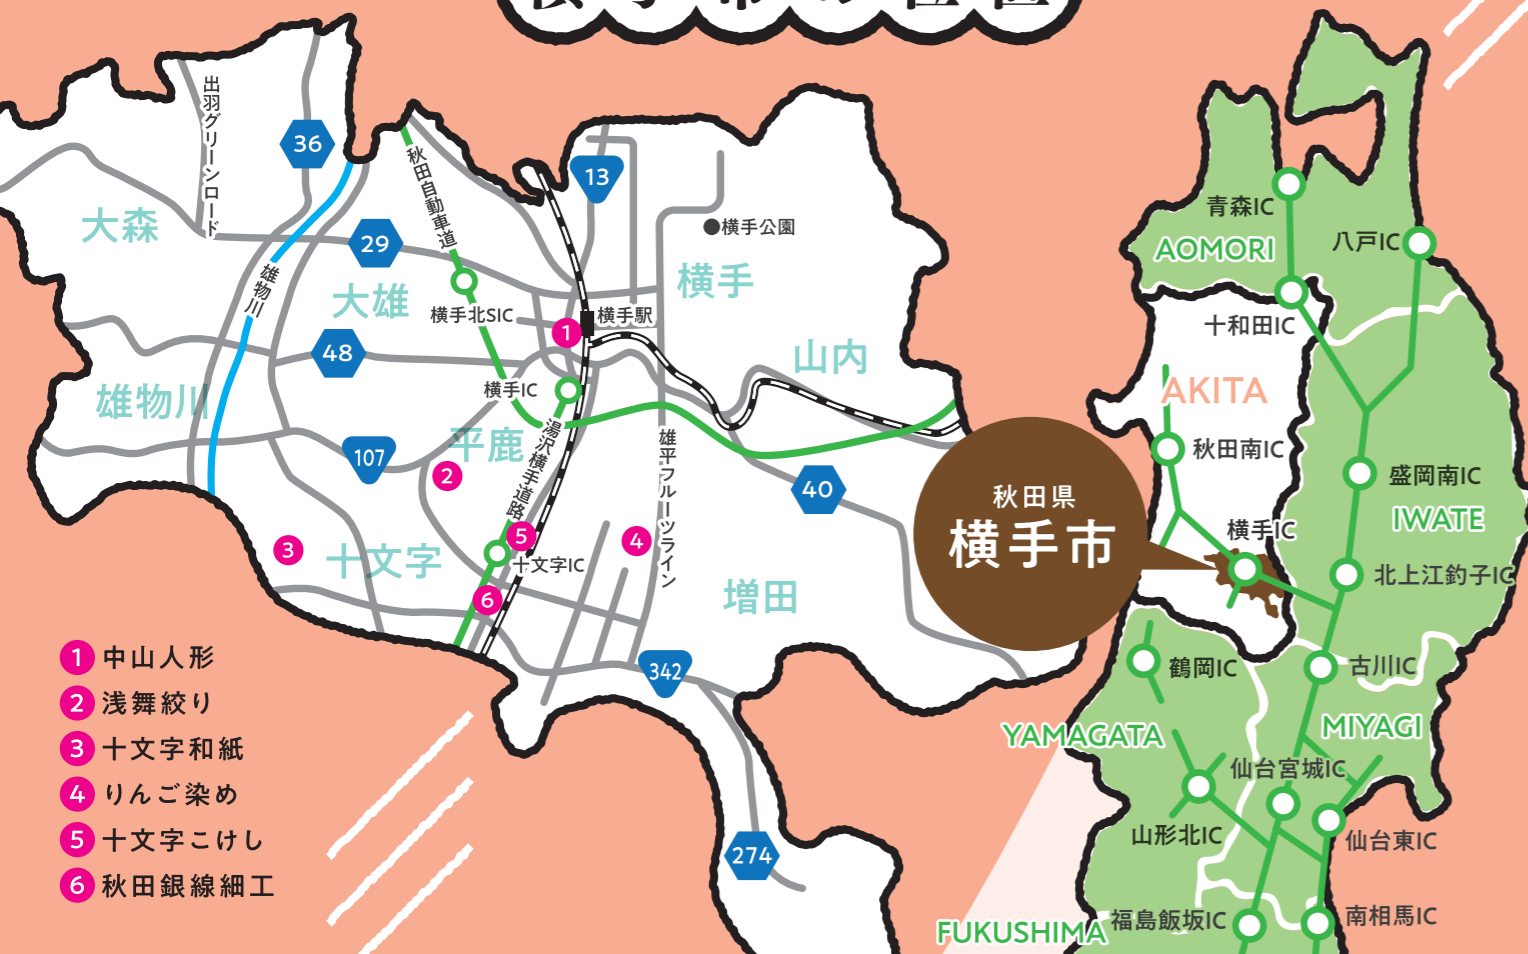 出羽グリーンロード
36
秋田自動車道
13
横手公園
大森
29
雄物川
大雄
横手
横手北SIC
横手駅
1
48
山内
雄物川
横手IC
平鹿
湯沢横手道路
雄平フルーツライン
107
2
40
5
4
3
十文字
十文字IC
6
増田
342
274
1 中山人形
2 浅舞絞り
3 十文字和紙
4 りんご染め
5 十文字こけし
6 秋田銀線細工
秋田県
横手市
青森IC
八戸IC
AOMORI
十和田IC
AKITA
秋田南IC
盛岡南IC
IWATE
横手IC
北上江釣子IC
鶴岡IC
古川IC
YAMAGATA
MIYAGI
仙台宮城IC
山形北IC
仙台東IC
FUKUSHIMA
福島飯坂IC
南相馬IC